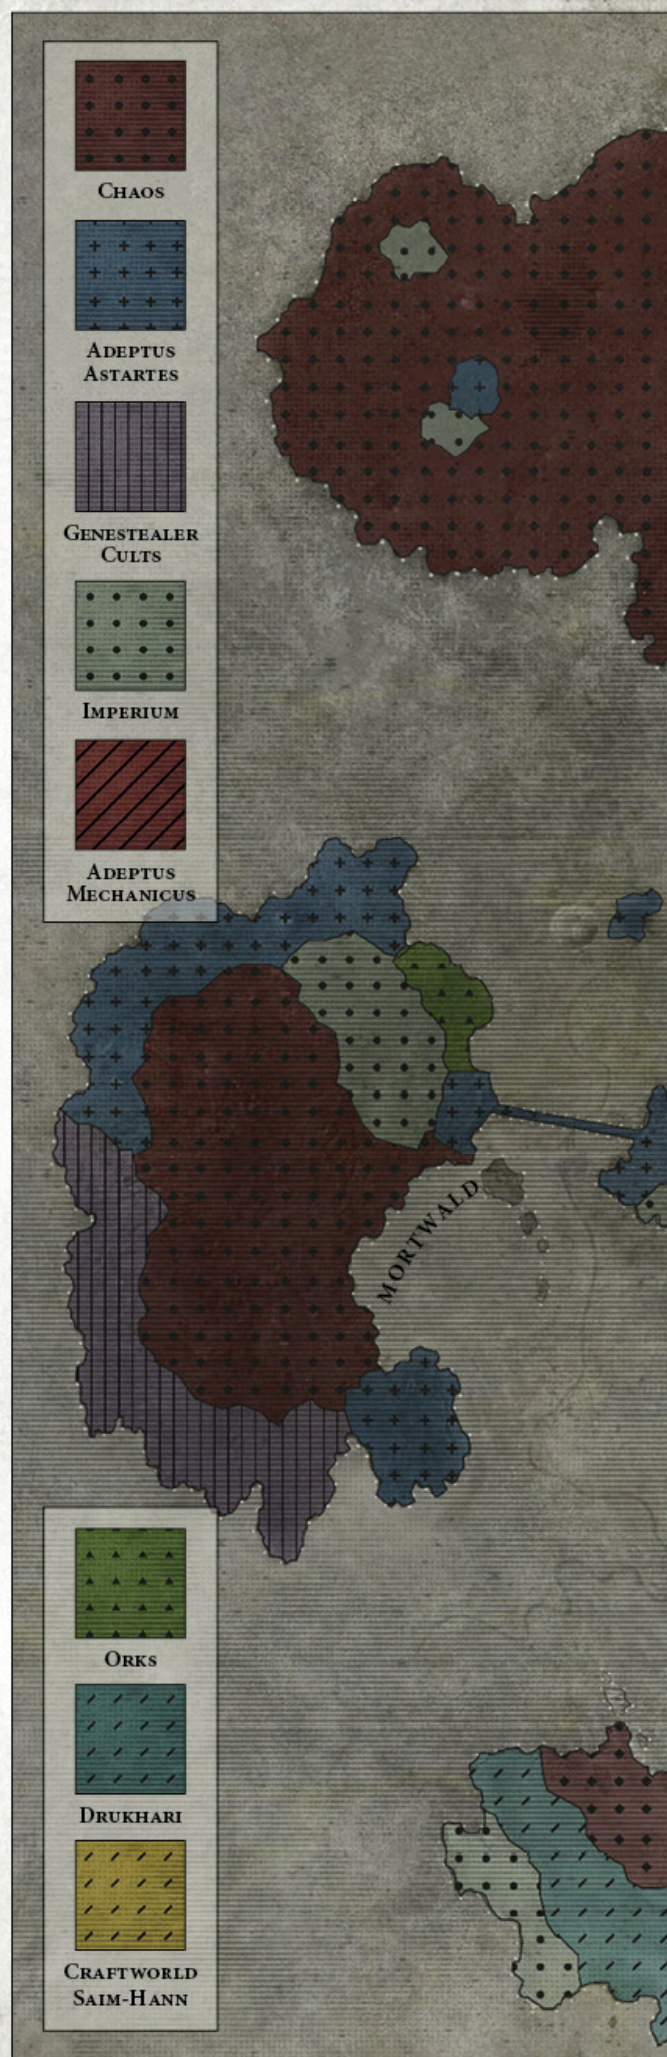 CHAOS
ADEPTUS
ASTARTES
GENESTEALER
CULTS
IMPERIUM
ADEPTUS
MECHANICUS
MORTWALD
ORKS
DRUKHARI
CRAFTWORLD
SAIM-HANN